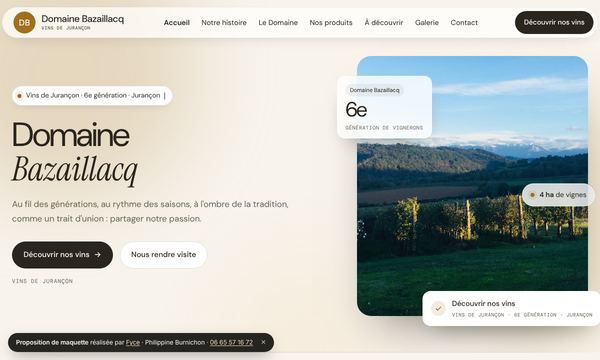 DB
Domaine Bazaillacq
VINS DE JURANÇON
Accueil Notre histoire Le Domaine Nos produits À découvrir Galerie Contact
Découvrir nos vins
Vins de Jurançon · 6e génération · Jurançon |
Domaine
Bazaillacq
Au fil des générations, au rythme des saisons, à l'ombre de la tradition,
comme un trait d'union : partager notre passion.
Découvrir nos vins →
Nous rendre visite
VINS DE JURANÇON
Domaine Bazaillacq
6e
GÉNÉRATION DE VIGNERONS
4 ha de vignes
Découvrir nos vins
VINS DE JURANÇON · 6E GÉNÉRATION · JURANÇON
Proposition de maquette réalisée par Fyce · Philippine Burnichon · 06 65 57 16 72 ×